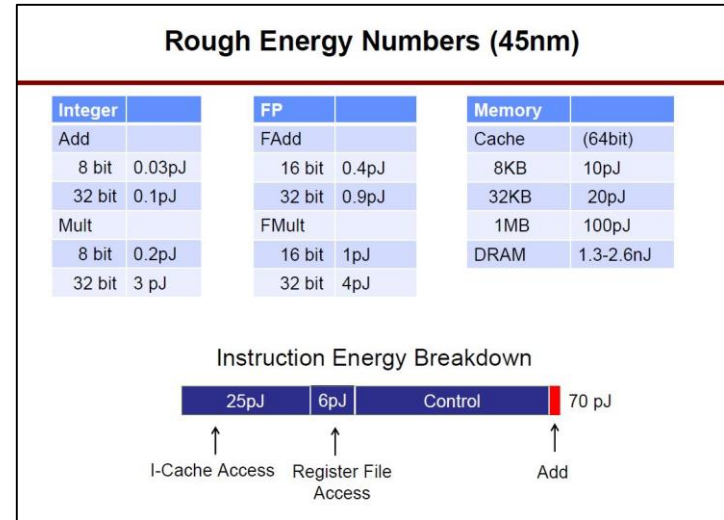 Rough Energy Numbers (45nm)
Integer
Add
8 bit 0.03pJ
32 bit 0.1pJ
Mult
8 bit 0.2pJ
32 bit 3 pJ
FP
FAdd
16 bit 0.4pJ
32 bit 0.9pJ
FMult
16 bit 1pJ
32 bit 4pJ
Memory
Cache (64bit)
8KB 10pJ
32KB 20pJ
1MB 100pJ
DRAM 1.3-2.6nJ
Instruction Energy Breakdown
25pJ 6pJ Control 70 pJ
I-Cache Access
Register File
Access
Add